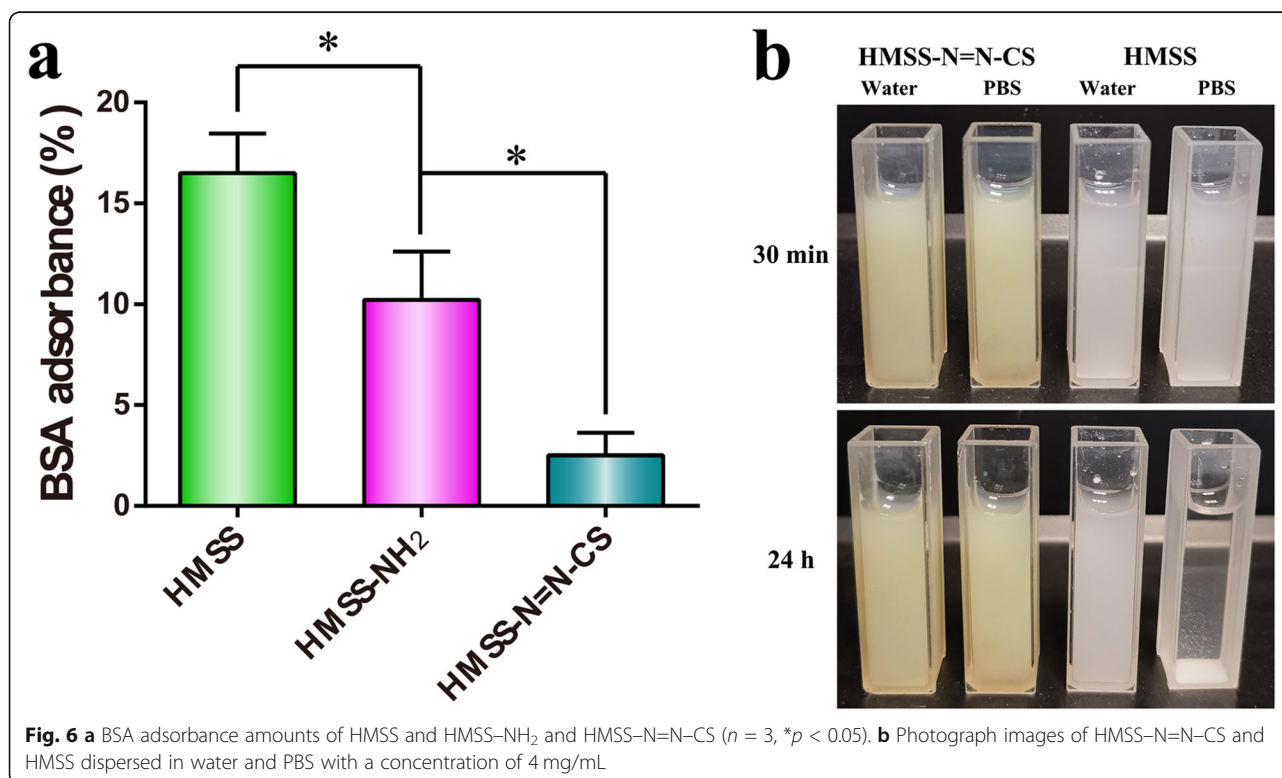 a
*
*
20
15
10
5
0
BSA adsorbance (%)
HMSS
HMSS-NH₂
HMSS-N=N-CS
b
HMSS-N=N-CS HMSS
Water PBS Water PBS
30 min
24 h
Fig. 6 a BSA adsorbance amounts of HMSS and HMSS–NH₂ and HMSS–N=N–CS (n = 3, *p < 0.05). b Photograph images of HMSS–N=N–CS and
HMSS dispersed in water and PBS with a concentration of 4 mg/mL